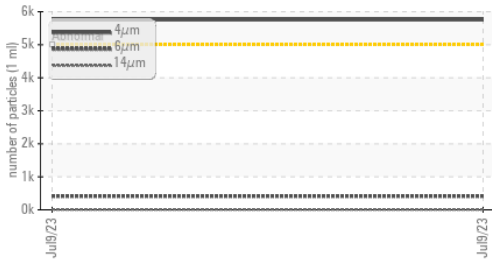 6k
5k
4k
3k
2k
1k
0k
number of particles (1 ml)
4µm
Abnormal
6µm
14µm
Jul9/23
Jul9/23